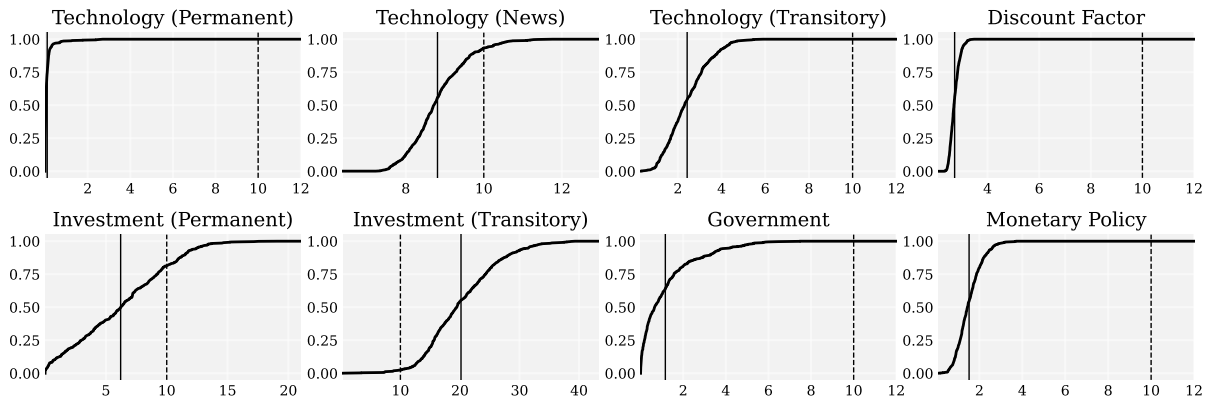 Technology (Permanent) Technology (News) Technology (Transitory) Discount Factor
1.00 1.00 1.00 1.00
0.75 0.75 0.75 0.75
0.50 0.50 0.50 0.50
0.25 0.25 0.25 0.25
0.00 0.00 0.00 0.00
2 4 6 8 10 12 8 10 12 2 4 6 8 10 12 4 6 8 10 12
Investment (Permanent) Investment (Transitory) Government Monetary Policy
1.00 1.00 1.00 1.00
0.75 0.75 0.75 0.75
0.50 0.50 0.50 0.50
0.25 0.25 0.25 0.25
0.00 0.00 0.00 0.00
5 10 15 20 10 20 30 40 2 4 6 8 10 12 2 4 6 8 10 12